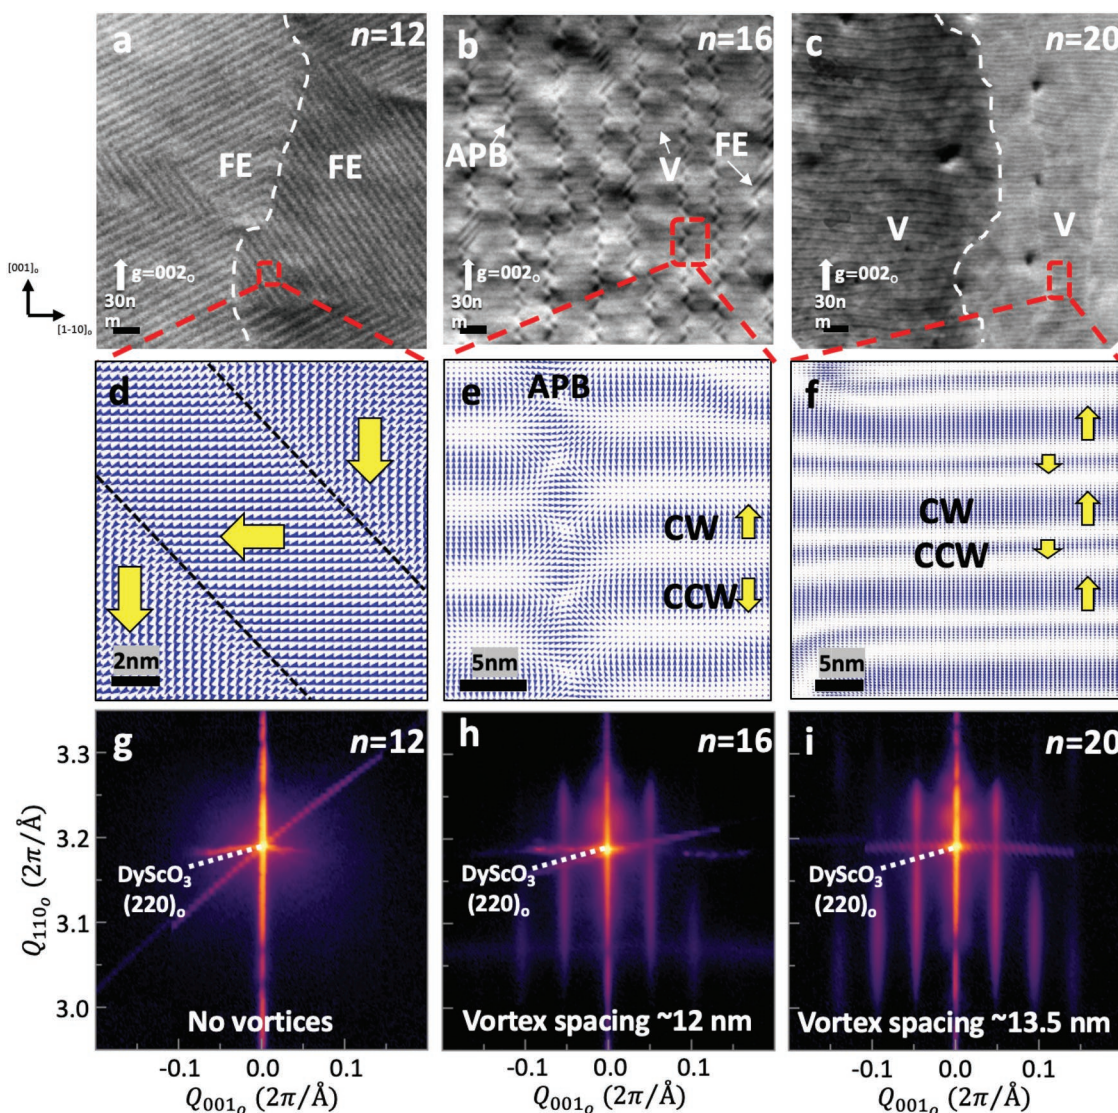 a
n=12
FE
FE
g=002o
30n
m
[001]o
[1-10]o
b
n=16
APB
V
FE
g=002o
30n
m
c
n=20
V
V
g=002o
30n
m
d
2nm
e
APB
CW
CCW
5nm
f
CW
CCW
5nm
g
n=12
DyScO3
(220)o
No vortices
3.3
3.2
3.1
3.0
Q110o (2π/Å)
-0.1
0.0
0.1
Q001o (2π/Å)
h
n=16
DyScO3
(220)o
Vortex spacing ~12 nm
-0.1
0.0
0.1
Q001o (2π/Å)
i
n=20
DyScO3
(220)o
Vortex spacing ~13.5 nm
-0.1
0.0
0.1
Q001o (2π/Å)